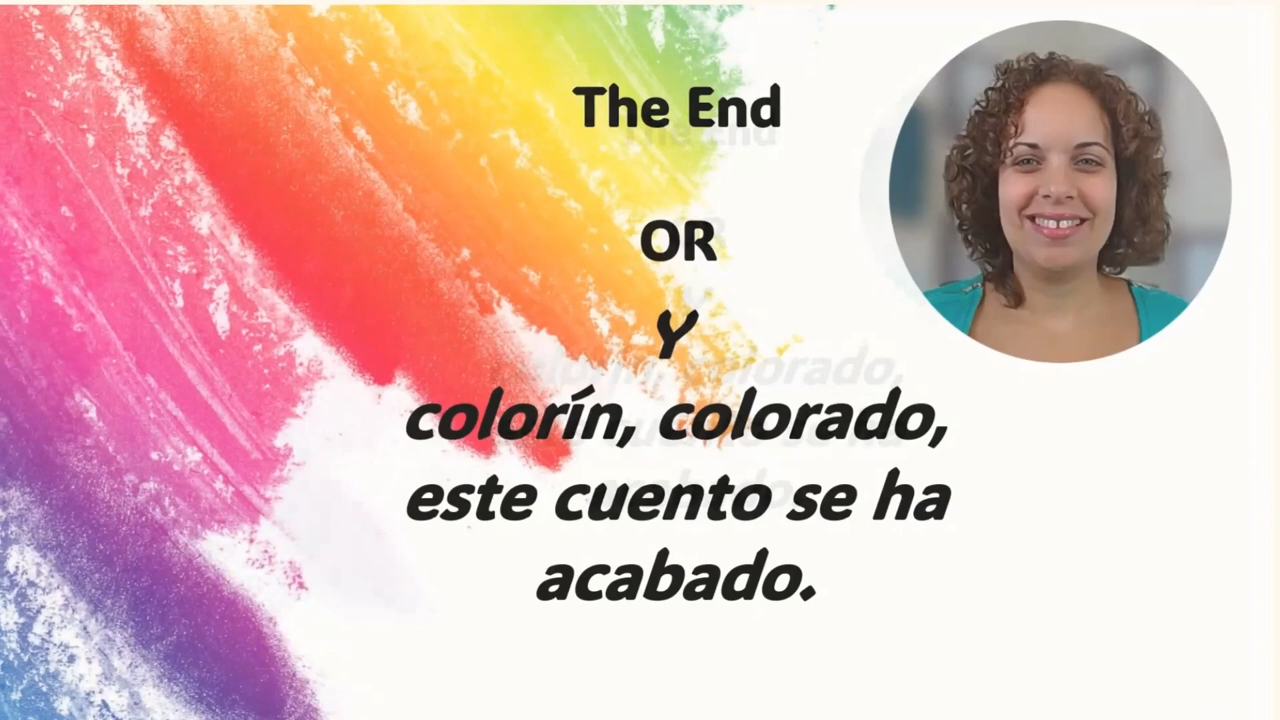 The End
OR
Y
colorín, colorado,
este cuento se ha
acabado.